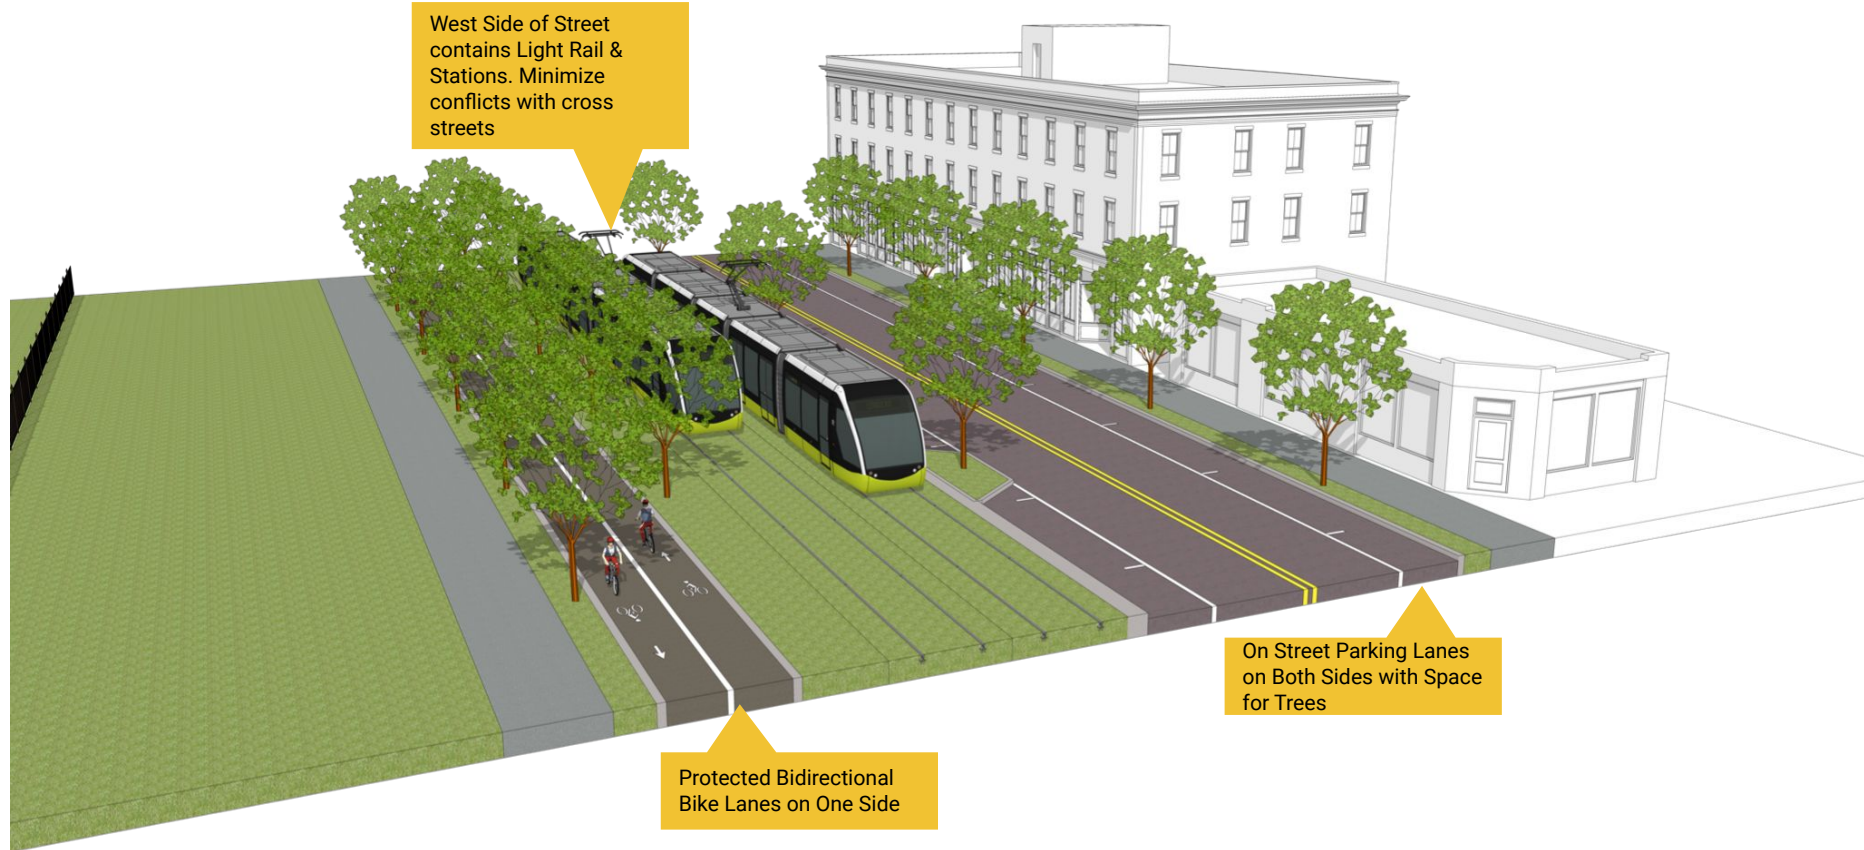 West Side of Street
contains Light Rail &
Stations. Minimize
conflicts with cross
streets
On Street Parking Lanes
on Both Sides with Space
for Trees
Protected Bidirectional
Bike Lanes on One Side